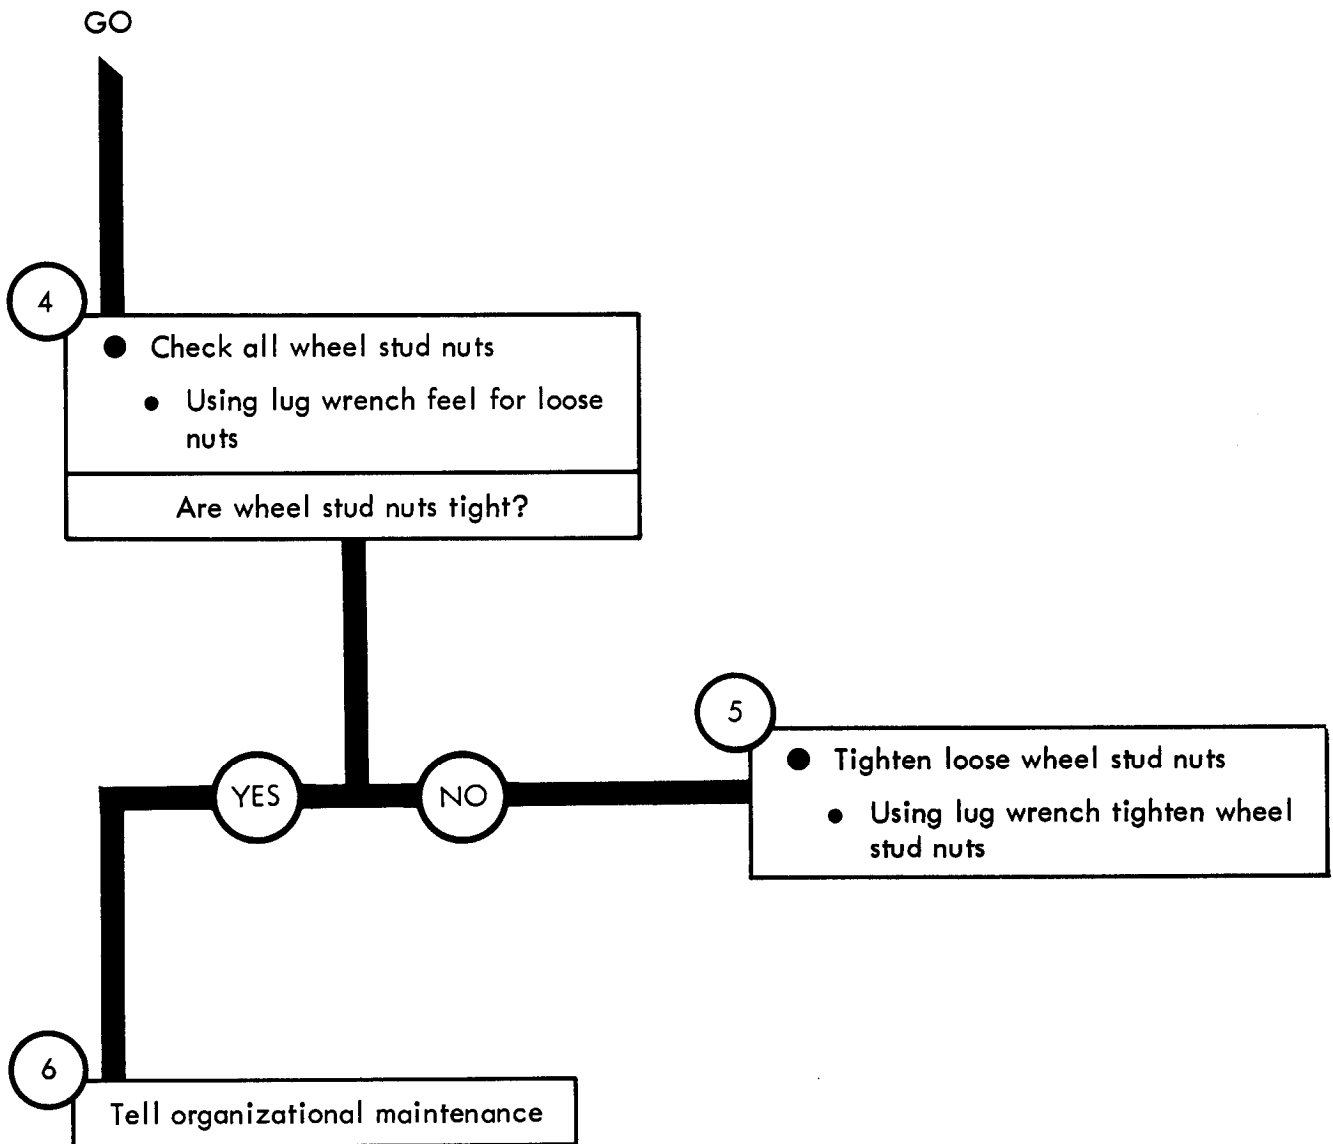 GO
4
● Check all wheel stud nuts
● Using lug wrench feel for loose
nuts
Are wheel stud nuts tight?
YES
NO
5
● Tighten loose wheel stud nuts
● Using lug wrench tighten wheel
stud nuts
6
Tell organizational maintenance